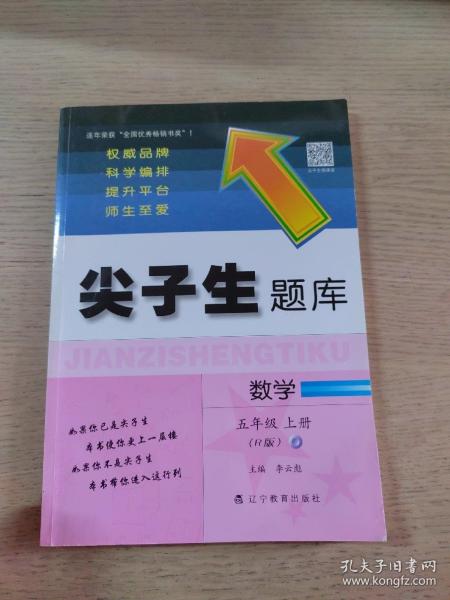 连年荣获“全国优秀畅销书奖”！
权威品牌
科学编排
提升平台
师生至爱
尖子生题库
JIANZISHENGTIKU
数学
五年级 上册
（R版）
如果你已是尖子生
本书使你更上一层楼
如果你不是尖子生
本书带你进入这行列
主编 李云彪
辽宁教育出版社
孔夫子旧书网
www.kongfz.com